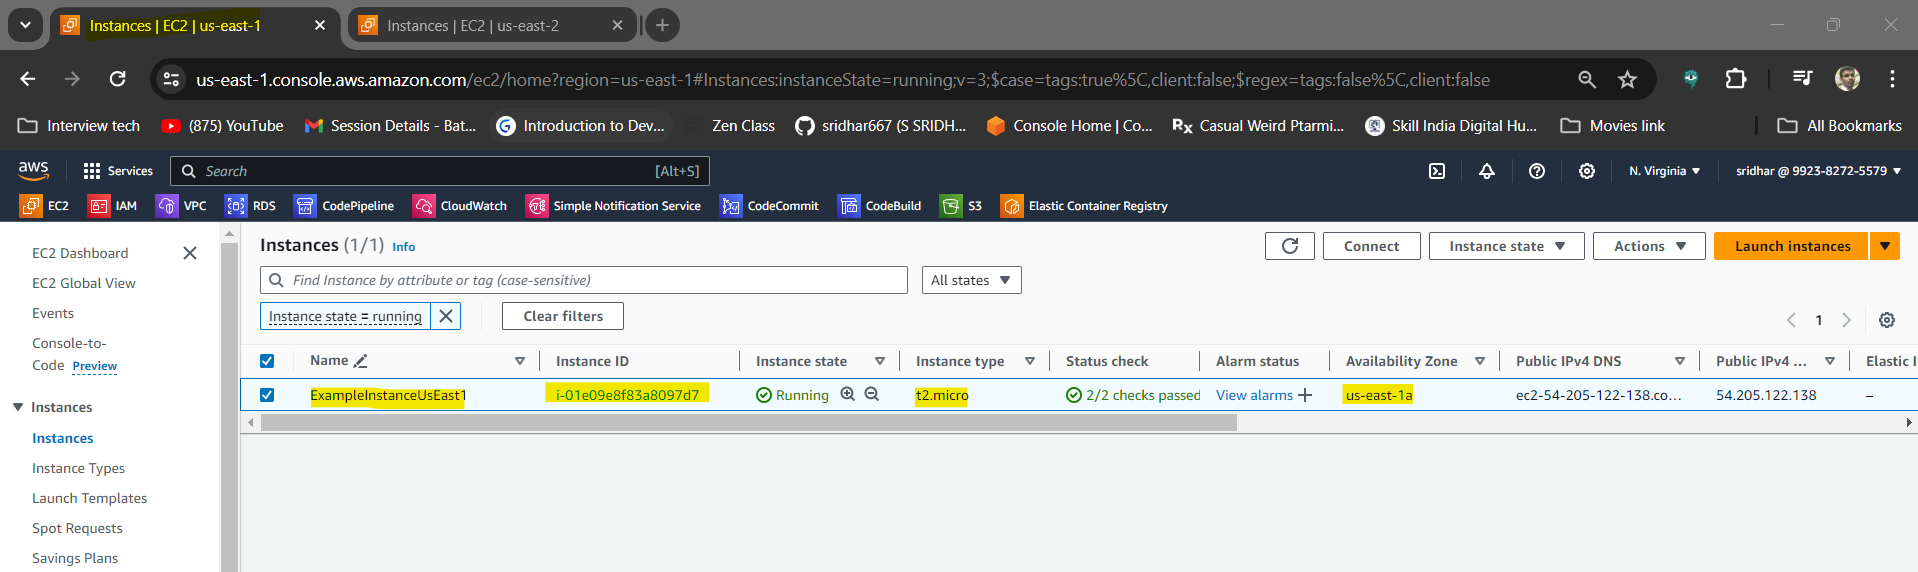 Instances | EC2 | us-east-1
Instances | EC2 | us-east-2
us-east-1.console.aws.amazon.com/ec2/home?region=us-east-1#Instances:instanceState=running;v=3;$case=tags:true%5C,client:false;$regex=tags:false%5C,client:false
Interview tech (875) YouTube Session Details - Bat... Introduction to Dev... Zen Class sridhar667 (S SRIDH... Console Home | Co... Rx Casual Weird Ptarmi... Skill India Digital Hu... Movies link All Bookmarks
aws Services Search [Alt+S] N. Virginia sridhar @ 9923-8272-5579
EC2 IAM VPC RDS CodePipeline CloudWatch Simple Notification Service CodeCommit CodeBuild S3 Elastic Container Registry
EC2 Dashboard
EC2 Global View
Events
Console-to-
Code Preview
Instances
Instances
Instance Types
Launch Templates
Spot Requests
Savings Plans
Instances (1/1) Info Connect Instance state Actions Launch instances
Find Instance by attribute or tag (case-sensitive) All states
Instance state = running Clear filters
1
Name Instance ID Instance state Instance type Status check Alarm status Availability Zone Public IPv4 DNS Public IPv4 ... Elastic I
ExampleInstanceUsEast1 i-01e09e8f83a8097d7 Running t2.micro 2/2 checks passed View alarms + us-east-1a ec2-54-205-122-138.co... 54.205.122.138 –